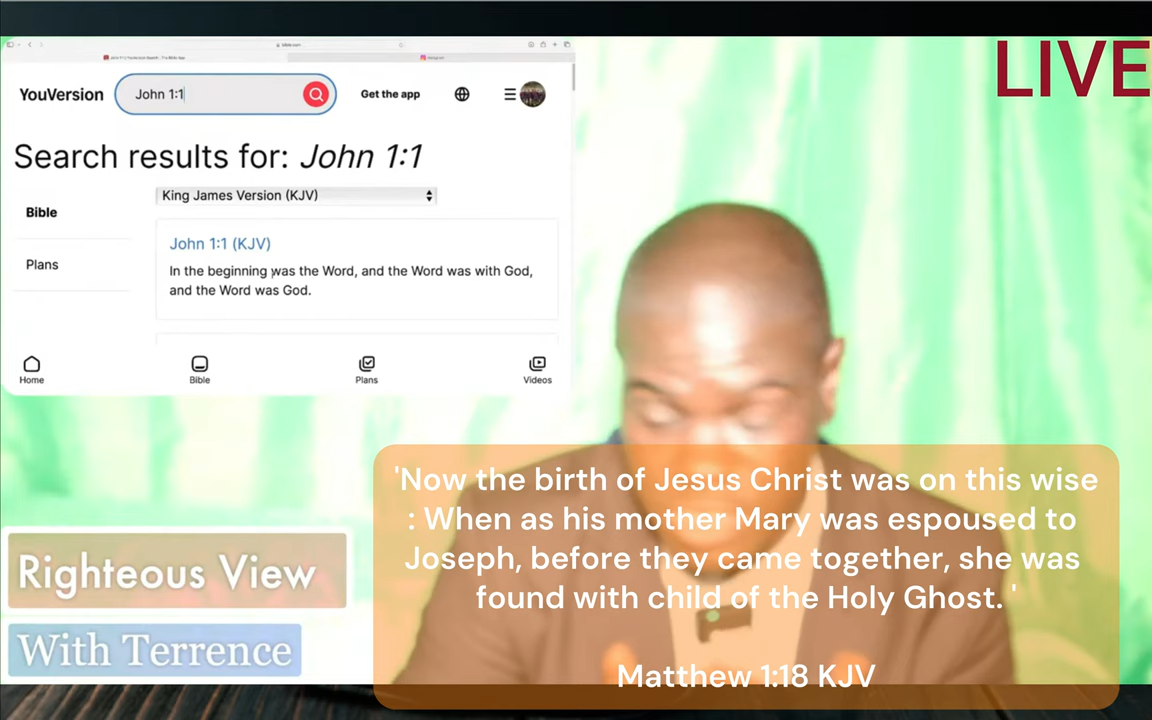 LIVE
YouVersion
John 1:1
Get the app
Search results for: John 1:1
King James Version (KJV)
Bible
Plans
John 1:1 (KJV)
In the beginning was the Word, and the Word was with God,
and the Word was God.
Home
Bible
Plans
Videos
'Now the birth of Jesus Christ was on this wise
: When as his mother Mary was espoused to
Joseph, before they came together, she was
found with child of the Holy Ghost. '
Matthew 1:18 KJV
Righteous View
With Terrence